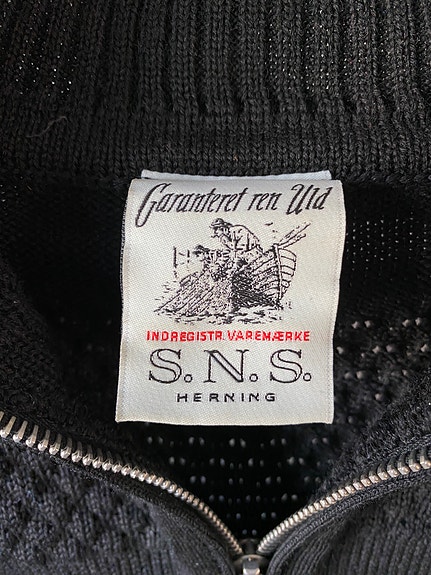 Garanteret ren Uld
INDREGISTR. VAREMÆRKE
S. N. S.
HERNING